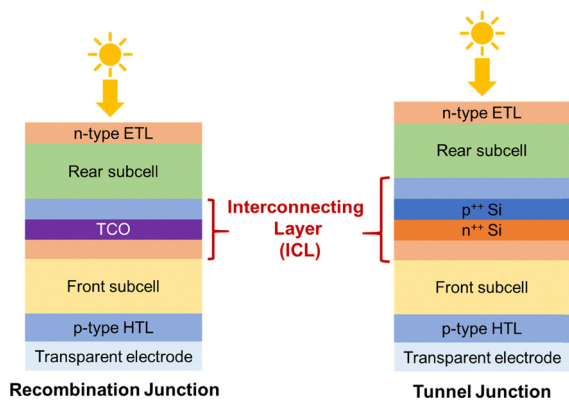 n-type ETL
Rear subcell
TCO
Front subcell
p-type HTL
Transparent electrode
Recombination Junction
Interconnecting
Layer
(ICL)
n-type ETL
Rear subcell
p⁺⁺ Si
n⁺⁺ Si
Front subcell
p-type HTL
Transparent electrode
Tunnel Junction